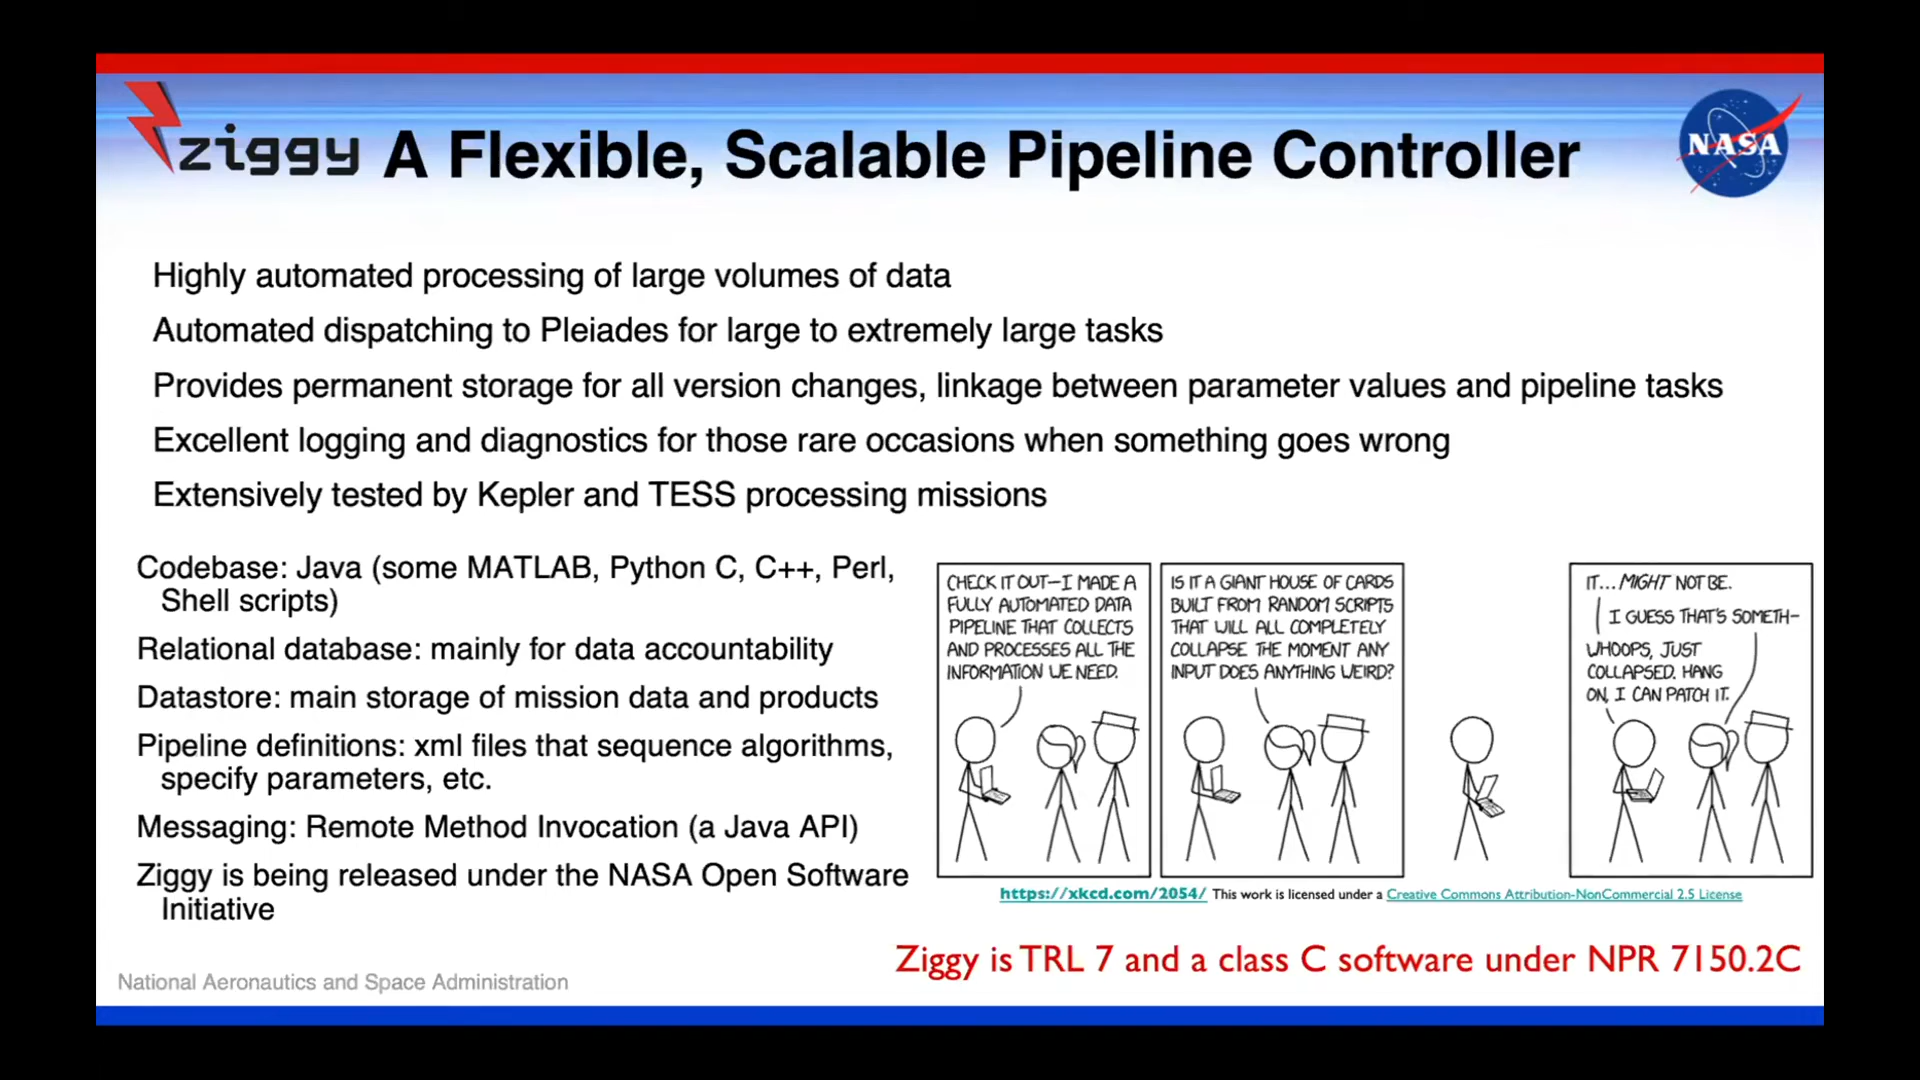 ziggy A Flexible, Scalable Pipeline Controller
NASA
Highly automated processing of large volumes of data
Automated dispatching to Pleiades for large to extremely large tasks
Provides permanent storage for all version changes, linkage between parameter values and pipeline tasks
Excellent logging and diagnostics for those rare occasions when something goes wrong
Extensively tested by Kepler and TESS processing missions
Codebase: Java (some MATLAB, Python C, C++, Perl,
Shell scripts)
Relational database: mainly for data accountability
Datastore: main storage of mission data and products
Pipeline definitions: xml files that sequence algorithms,
specify parameters, etc.
Messaging: Remote Method Invocation (a Java API)
Ziggy is being released under the NASA Open Software
Initiative
CHECK IT OUT—I MADE A
FULLY AUTOMATED DATA
PIPELINE THAT COLLECTS
AND PROCESSES ALL THE
INFORMATION WE NEED.
IS IT A GIANT HOUSE OF CARDS
BUILT FROM RANDOM SCRIPTS
THAT WILL ALL COMPLETELY
COLLAPSE THE MOMENT ANY
INPUT DOES ANYTHING WEIRD?
IT... MIGHT NOT BE.
I GUESS THAT'S SOMETH—
WHOOPS, JUST
COLLAPSED. HANG
ON, I CAN PATCH IT.
https://xkcd.com/2054/ This work is licensed under a Creative Commons Attribution-NonCommercial 2.5 License
Ziggy is TRL 7 and a class C software under NPR 7150.2C
National Aeronautics and Space Administration